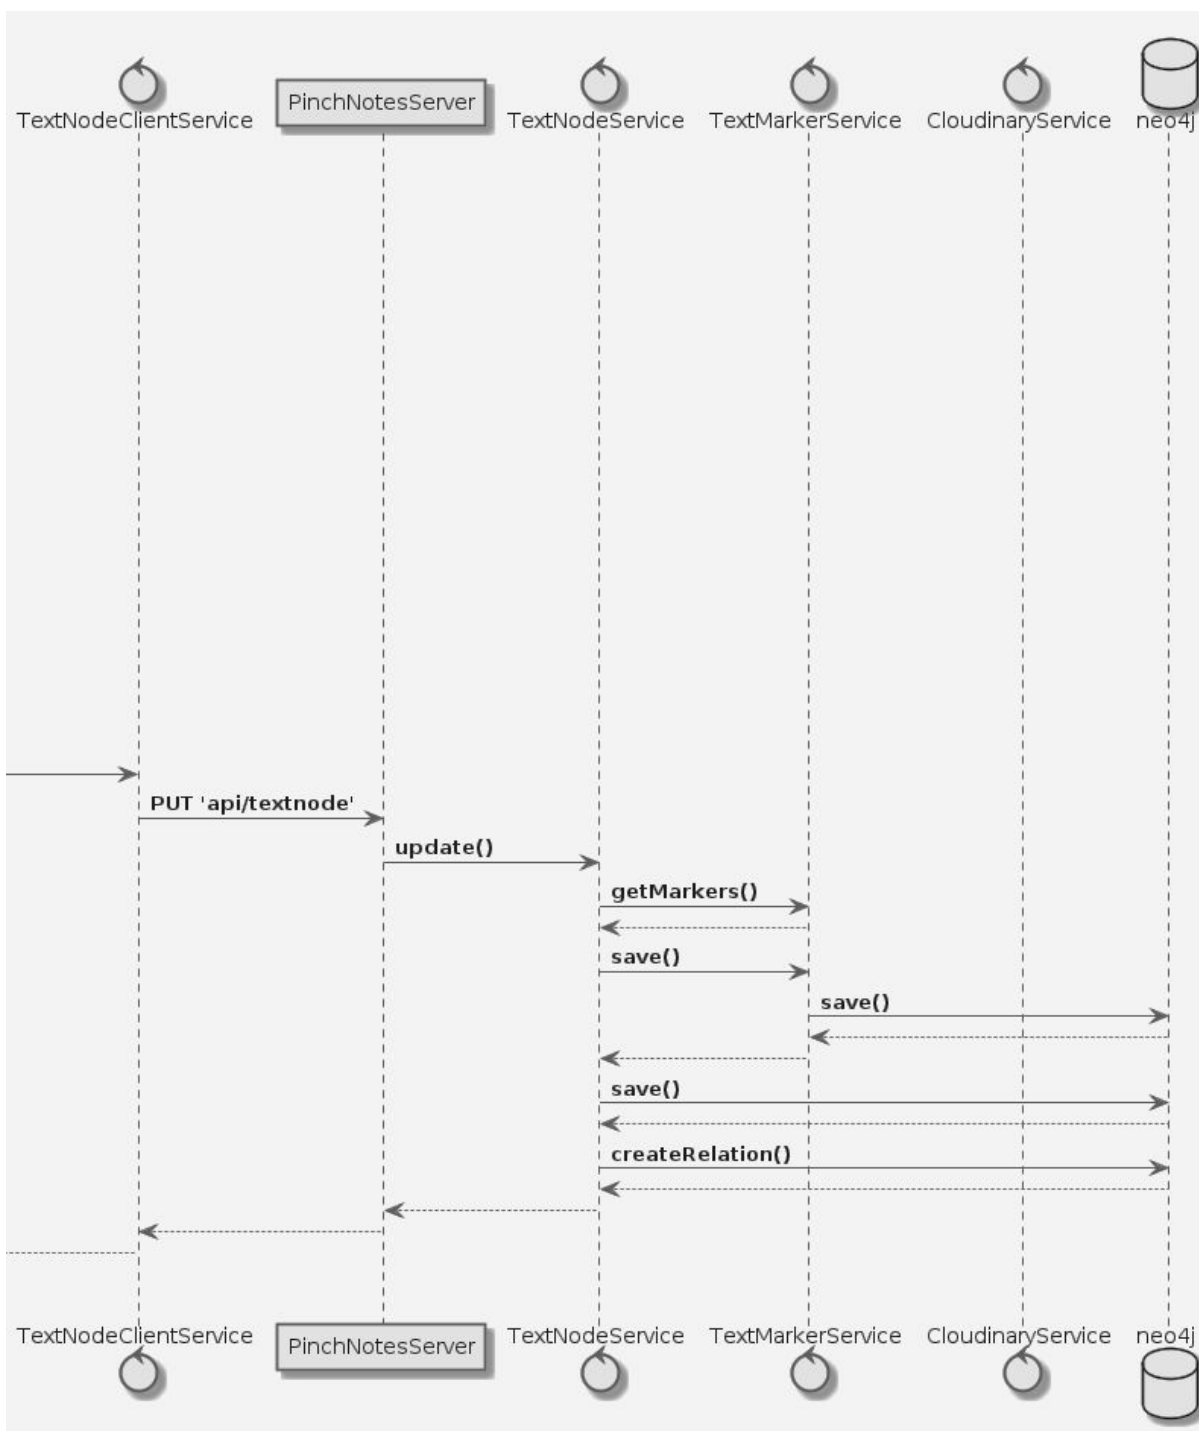 TextNodeClientService
PinchNotesServer
TextNodeService
TextMarkerService
CloudinaryService
neo4j
PUT 'api/textnode'
update()
getMarkers()
save()
save()
save()
createRelation()
TextNodeClientService
PinchNotesServer
TextNodeService
TextMarkerService
CloudinaryService
neo4j